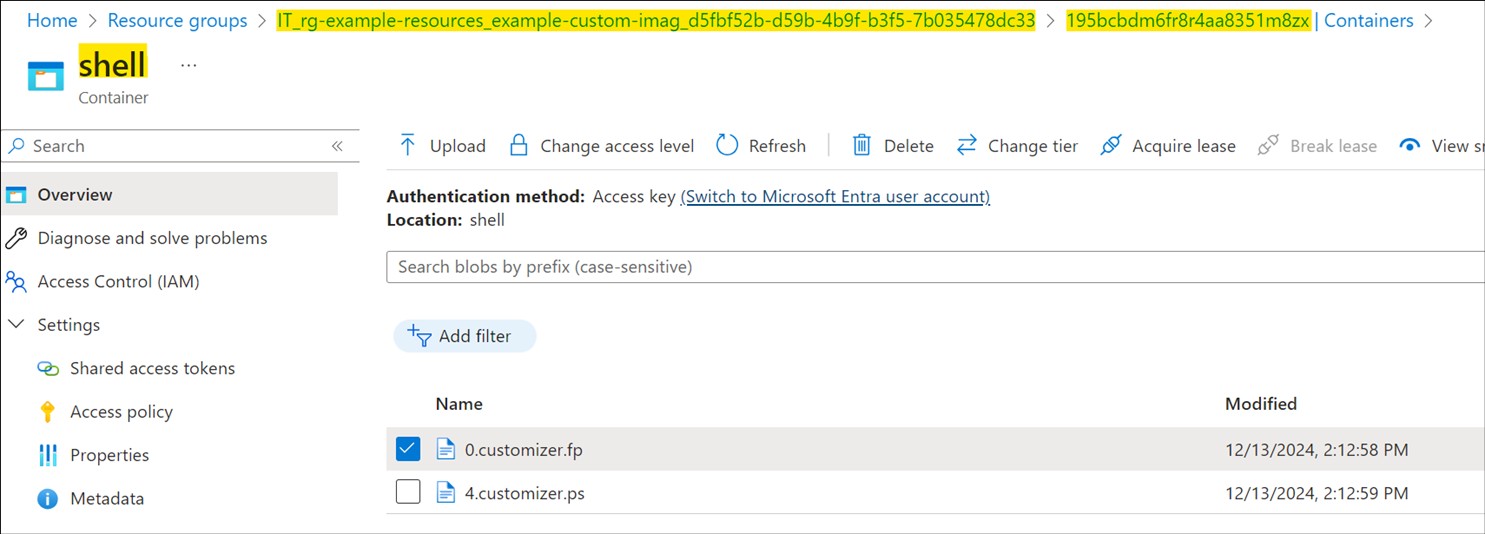 Home > Resource groups > IT_rg-example-resources_example-custom-imag_d5fbf52b-d59b-4b9f-b3f5-7b035478dc33 > 195bcbdm6fr8r4aa8351m8zx | Containers >
shell ...
Container
Search «
Upload Change access level Refresh | Delete Change tier Acquire lease Break lease View sn
Overview
Diagnose and solve problems
Access Control (IAM)
Settings
Shared access tokens
Access policy
Properties
Metadata
Authentication method: Access key (Switch to Microsoft Entra user account)
Location: shell
Search blobs by prefix (case-sensitive)
Add filter
Name Modified
0.customizer.fp 12/13/2024, 2:12:58 PM
4.customizer.ps 12/13/2024, 2:12:59 PM